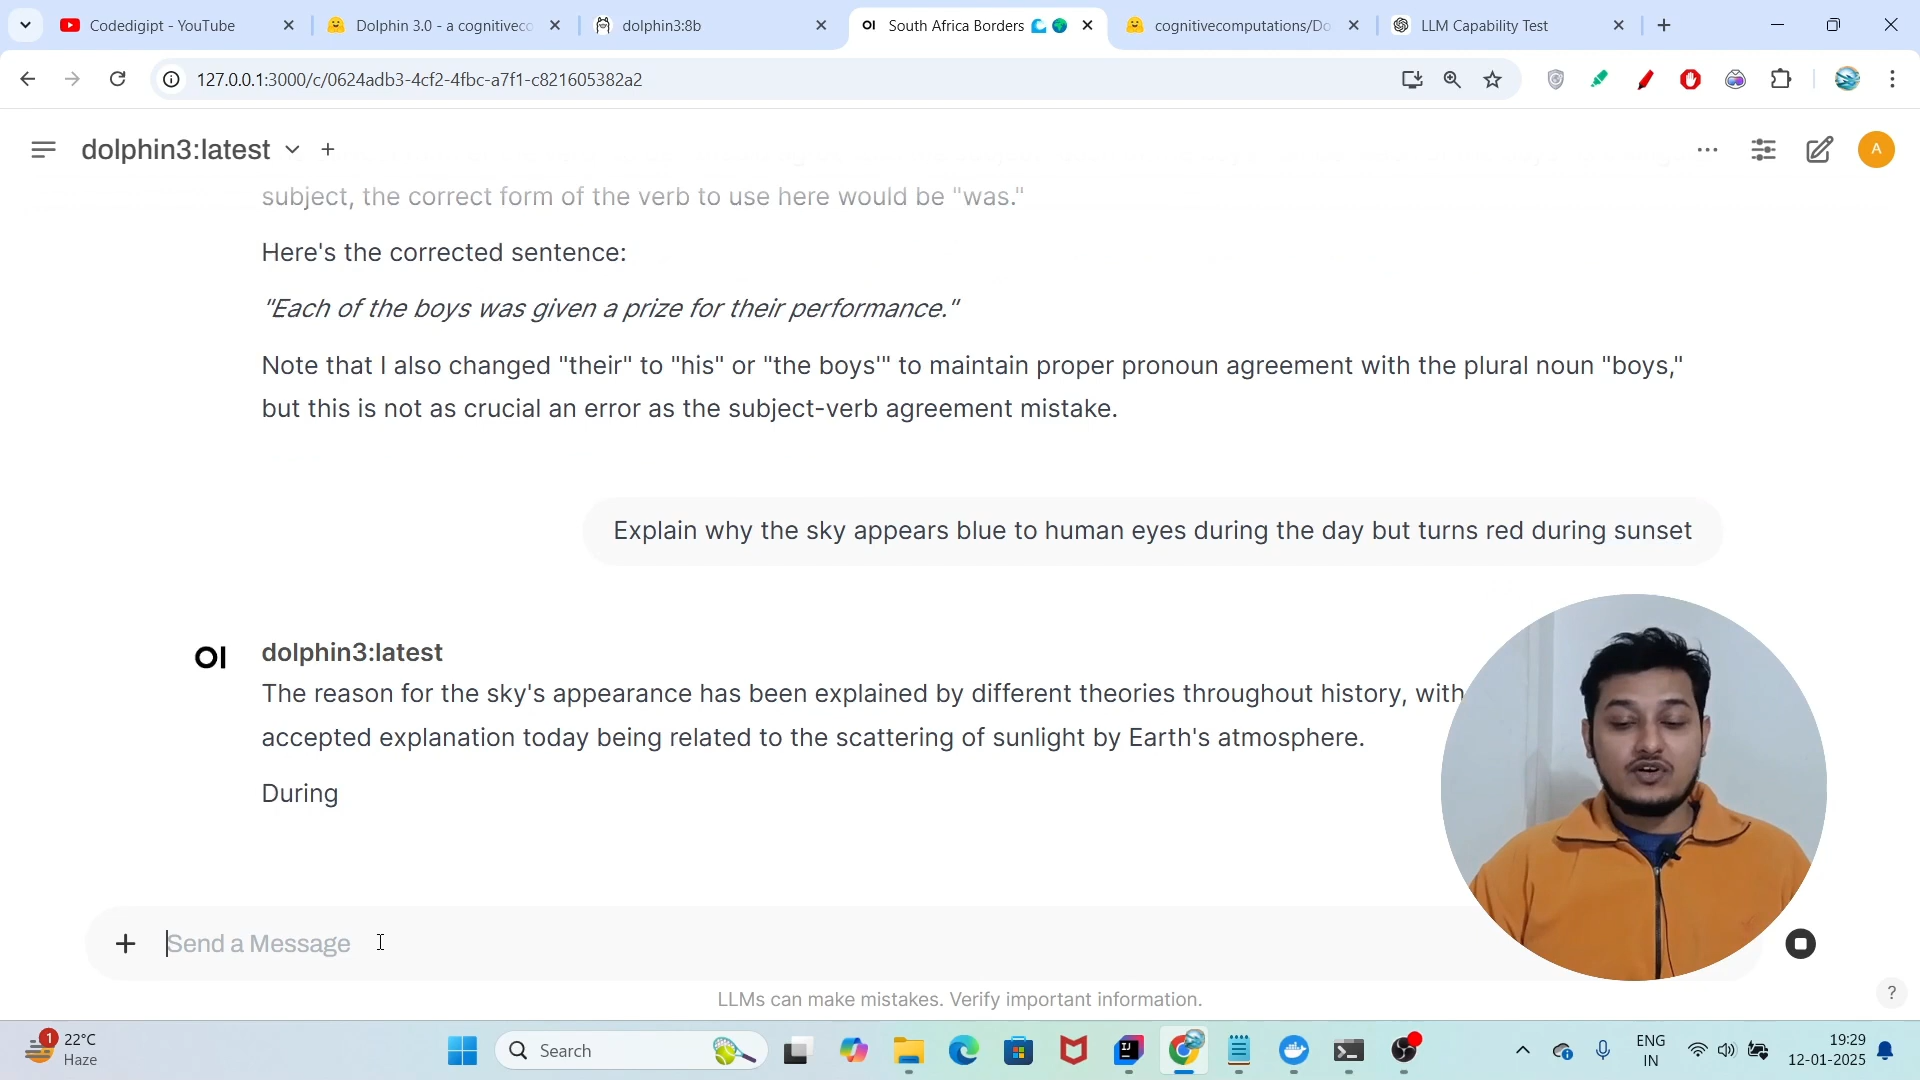 Codedigipt - YouTube
Dolphin 3.0 - a cognitivecc
dolphin3:8b
OI South Africa Borders
cognitivecomputations/Do
LLM Capability Test
127.0.0.1:3000/c/0624adb3-4cf2-4fbc-a7f1-c821605382a2
dolphin3:latest
A
subject, the correct form of the verb to use here would be "was."
Here's the corrected sentence:
"Each of the boys was given a prize for their performance."
Note that I also changed "their" to "his" or "the boys'" to maintain proper pronoun agreement with the plural noun "boys,"
but this is not as crucial an error as the subject-verb agreement mistake.
Explain why the sky appears blue to human eyes during the day but turns red during sunset
OI dolphin3:latest
The reason for the sky's appearance has been explained by different theories throughout history, with
accepted explanation today being related to the scattering of sunlight by Earth's atmosphere.
During
Send a Message
LLMs can make mistakes. Verify important information.
?
1
22°C
Haze
Search
ENG
IN
19:29
12-01-2025